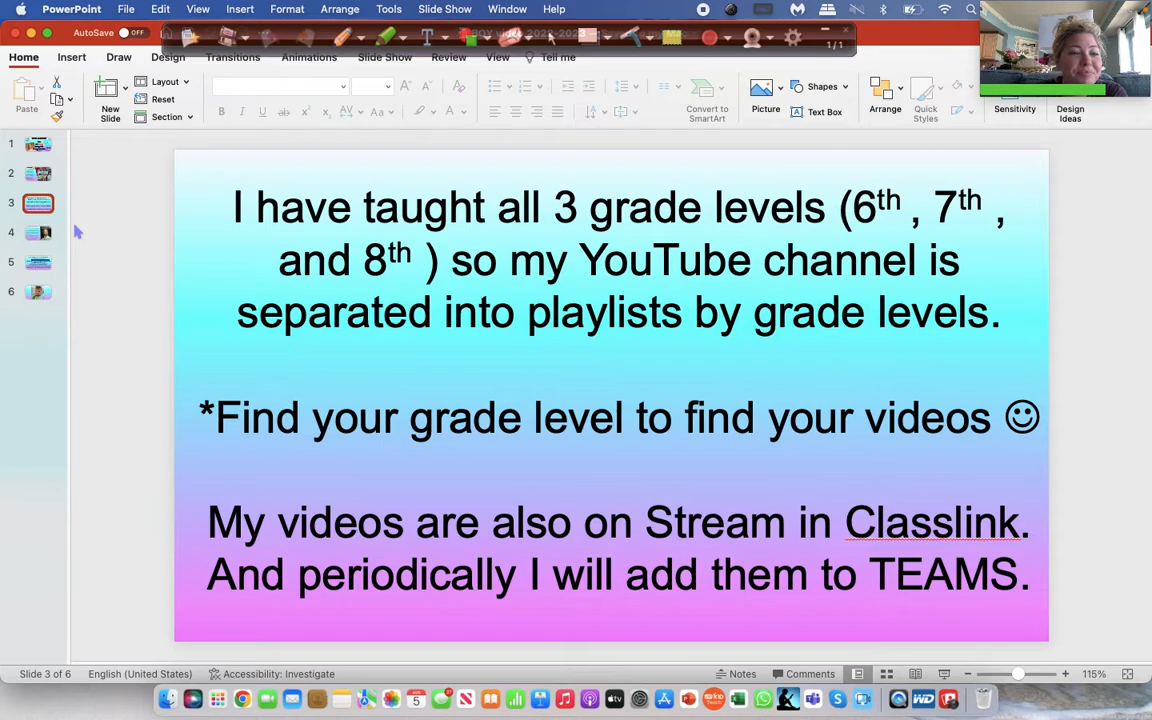 PowerPoint File Edit View Insert Format Arrange Tools Slide Show Window Help
AutoSave OFF
1/1
Home Insert Draw Design Transitions Animations Slide Show Review View Tell me
Paste
New Slide
Layout
Reset
Section
B I U ab AV Aa A
Convert to SmartArt
Picture
Shapes
Text Box
Arrange
Quick Styles
Sensitivity
Design Ideas
1
2
3
4
5
6
I have taught all 3 grade levels (6th , 7th ,
and 8th ) so my YouTube channel is
separated into playlists by grade levels.
*Find your grade level to find your videos ☺
My videos are also on Stream in Classlink.
And periodically I will add them to TEAMS.
Slide 3 of 6 English (United States) Accessibility: Investigate Notes Comments 115%